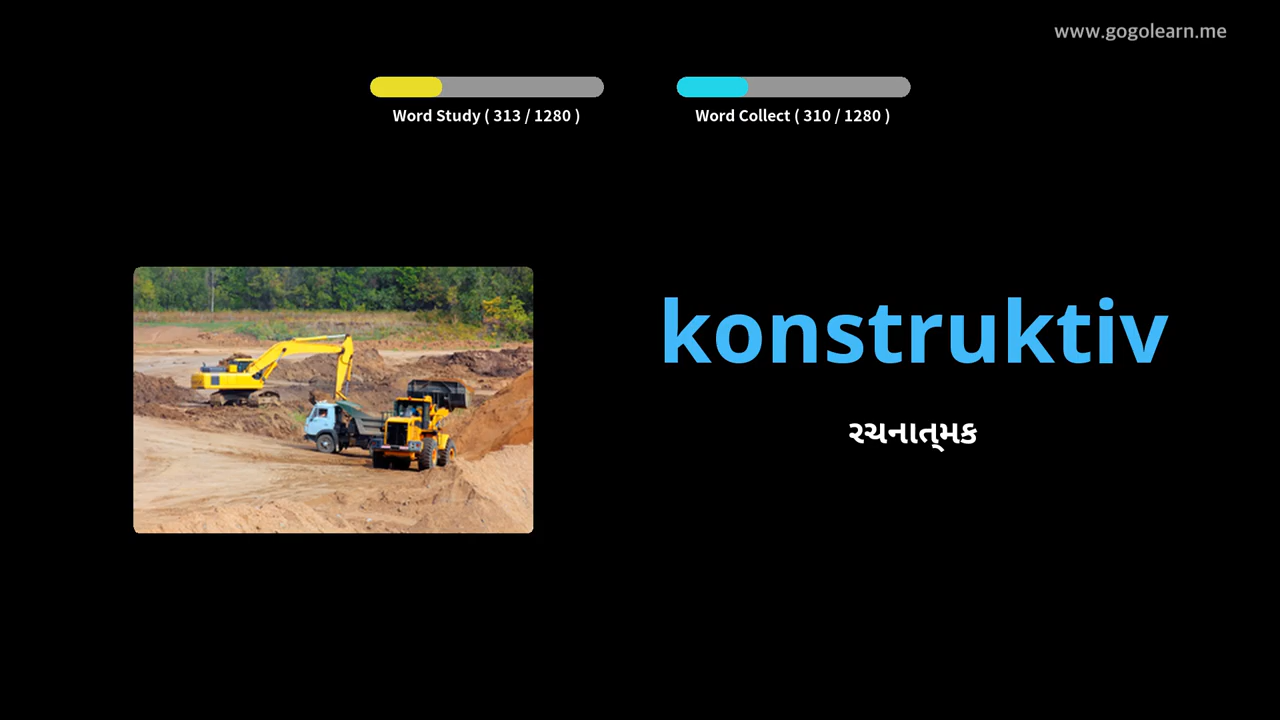 www.gogolearn.me
Word Study ( 313 / 1280 )
Word Collect ( 310 / 1280 )
konstruktiv
રચનાત્મક